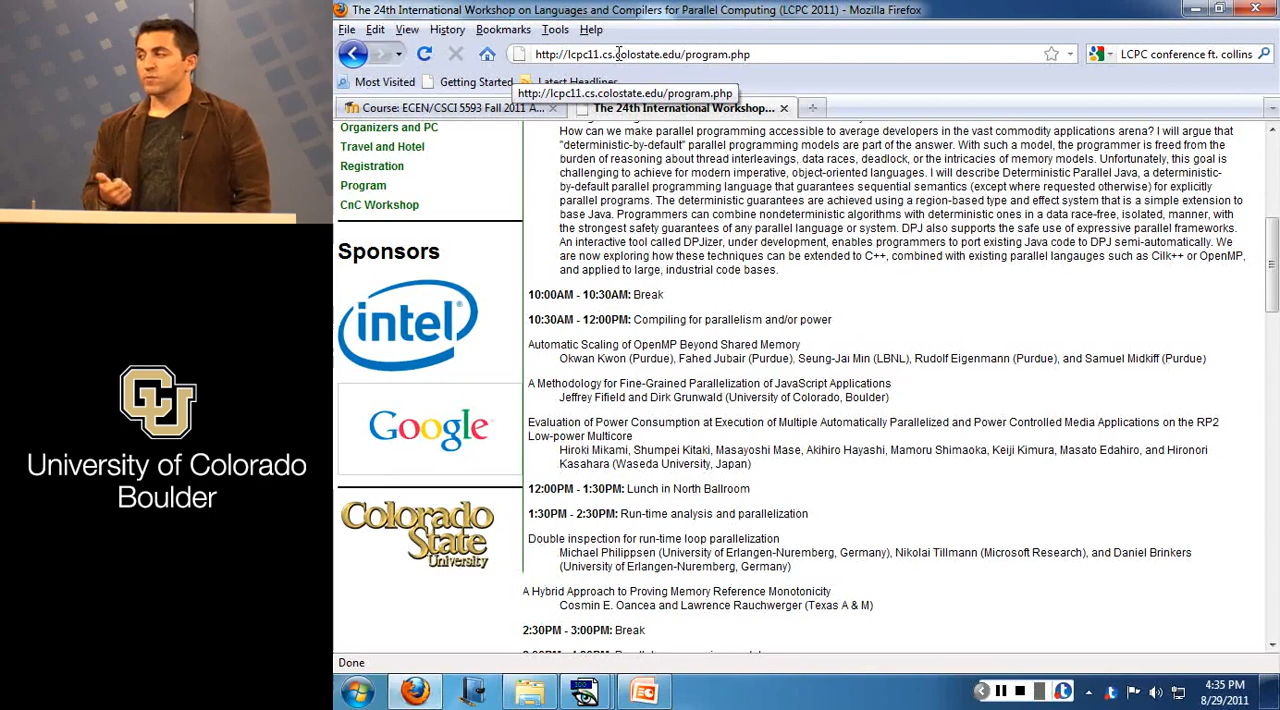 The 24th International Workshop on Languages and Compilers for Parallel Computing (LCPC 2011) - Mozilla Firefox
File Edit View History Bookmarks Tools Help
http://lcpc11.cs.colostate.edu/program.php
LCPC conference ft. collins
Most Visited Getting Started Latest Headlines
http://lcpc11.cs.colostate.edu/program.php
Course: ECEN/CSCI 5593 Fall 2011 A...
The 24th International Workshop...
Organizers and PC
Travel and Hotel
Registration
Program
CnC Workshop
Sponsors
intel
Google
Colorado
State
University
How can we make parallel programming accessible to average developers in the vast commodity applications arena? I will argue that
"deterministic-by-default" parallel programming models are part of the answer. With such a model, the programmer is freed from the
burden of reasoning about thread interleavings, data races, deadlock, or the intricacies of memory models. Unfortunately, this goal is
challenging to achieve for modern imperative, object-oriented languages. I will describe Deterministic Parallel Java, a deterministic-
by-default parallel programming language that guarantees sequential semantics (except where requested otherwise) for explicitly
parallel programs. The deterministic guarantees are achieved using a region-based type and effect system that is a simple extension to
base Java. Programmers can combine nondeterministic algorithms with deterministic ones in a data race-free, isolated, manner, with
the strongest safety guarantees of any parallel language or system. DPJ also supports the safe use of expressive parallel frameworks.
An interactive tool called DPJizer, under development, enables programmers to port existing Java code to DPJ semi-automatically. We
are now exploring how these techniques can be extended to C++, combined with existing parallel langauges such as Cilk++ or OpenMP,
and applied to large, industrial code bases.
10:00AM - 10:30AM: Break
10:30AM - 12:00PM: Compiling for parallelism and/or power
Automatic Scaling of OpenMP Beyond Shared Memory
Okwan Kwon (Purdue), Fahed Jubair (Purdue), Seung-Jai Min (LBNL), Rudolf Eigenmann (Purdue), and Samuel Midkiff (Purdue)
A Methodology for Fine-Grained Parallelization of JavaScript Applications
Jeffrey Fifield and Dirk Grunwald (University of Colorado, Boulder)
Evaluation of Power Consumption at Execution of Multiple Automatically Parallelized and Power Controlled Media Applications on the RP2
Low-power Multicore
Hiroki Mikami, Shumpei Kitaki, Masayoshi Mase, Akihiro Hayashi, Mamoru Shimaoka, Keiji Kimura, Masato Edahiro, and Hironori
Kasahara (Waseda University, Japan)
12:00PM - 1:30PM: Lunch in North Ballroom
1:30PM - 2:30PM: Run-time analysis and parallelization
Double inspection for run-time loop parallelization
Michael Philippsen (University of Erlangen-Nuremberg, Germany), Nikolai Tillmann (Microsoft Research), and Daniel Brinkers
(University of Erlangen-Nuremberg, Germany)
A Hybrid Approach to Proving Memory Reference Monotonicity
Cosmin E. Oancea and Lawrence Rauchwerger (Texas A & M)
2:30PM - 3:00PM: Break
Done
4:35 PM
8/29/2011
CU
University of Colorado
Boulder